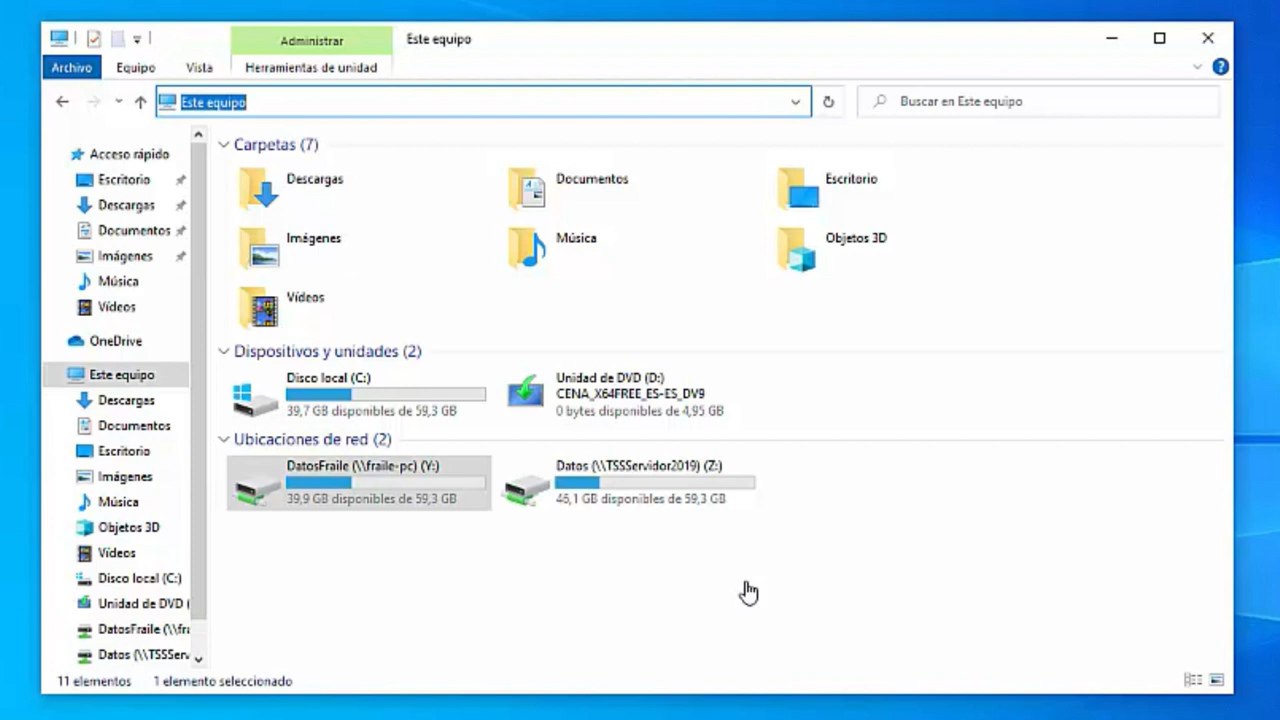 Administrar
Este equipo
Archivo
Equipo
Vista
Herramientas de unidad
Este equipo
Buscar en Este equipo
Acceso rápido
Escritorio
Descargas
Documentos
Imágenes
Música
Vídeos
OneDrive
Este equipo
Descargas
Documentos
Escritorio
Imágenes
Música
Objetos 3D
Vídeos
Disco local (C:)
Unidad de DVD (
DatosFraile (\\fra
Datos (\\TSSServ
Carpetas (7)
Descargas
Documentos
Escritorio
Imágenes
Música
Objetos 3D
Vídeos
Dispositivos y unidades (2)
Disco local (C:)
39,7 GB disponibles de 59,3 GB
Unidad de DVD (D:)
CENA_X64FREE_ES-ES_DV9
0 bytes disponibles de 4,95 GB
Ubicaciones de red (2)
DatosFraile (\\fraile-pc) (Y:)
39,9 GB disponibles de 59,3 GB
Datos (\\TSSServidor2019) (Z:)
46,1 GB disponibles de 59,3 GB
11 elementos
1 elemento seleccionado